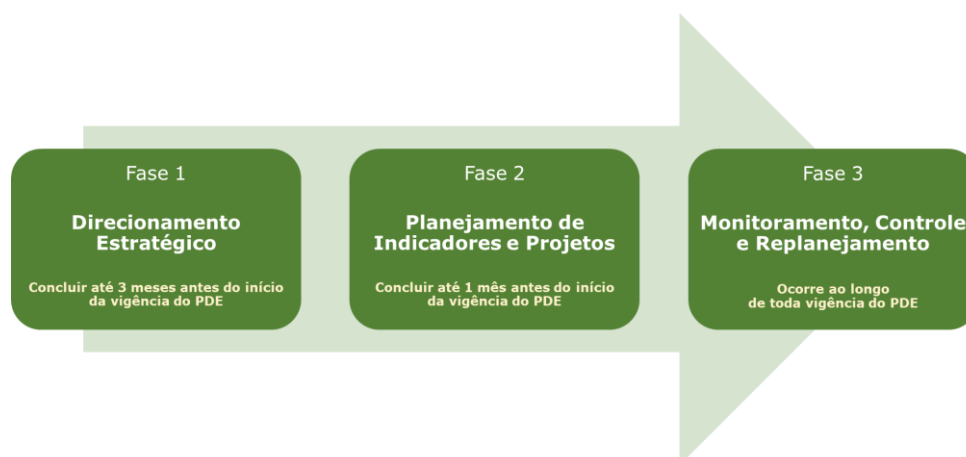 Fase 1
Direcionamento
Estratégico
Concluir até 3 meses antes do início
da vigência do PDE
Fase 2
Planejamento de
Indicadores e Projetos
Concluir até 1 mês antes do início
da vigência do PDE
Fase 3
Monitoramento, Controle
e Replanejamento
Ocorre ao longo
de toda vigência do PDE